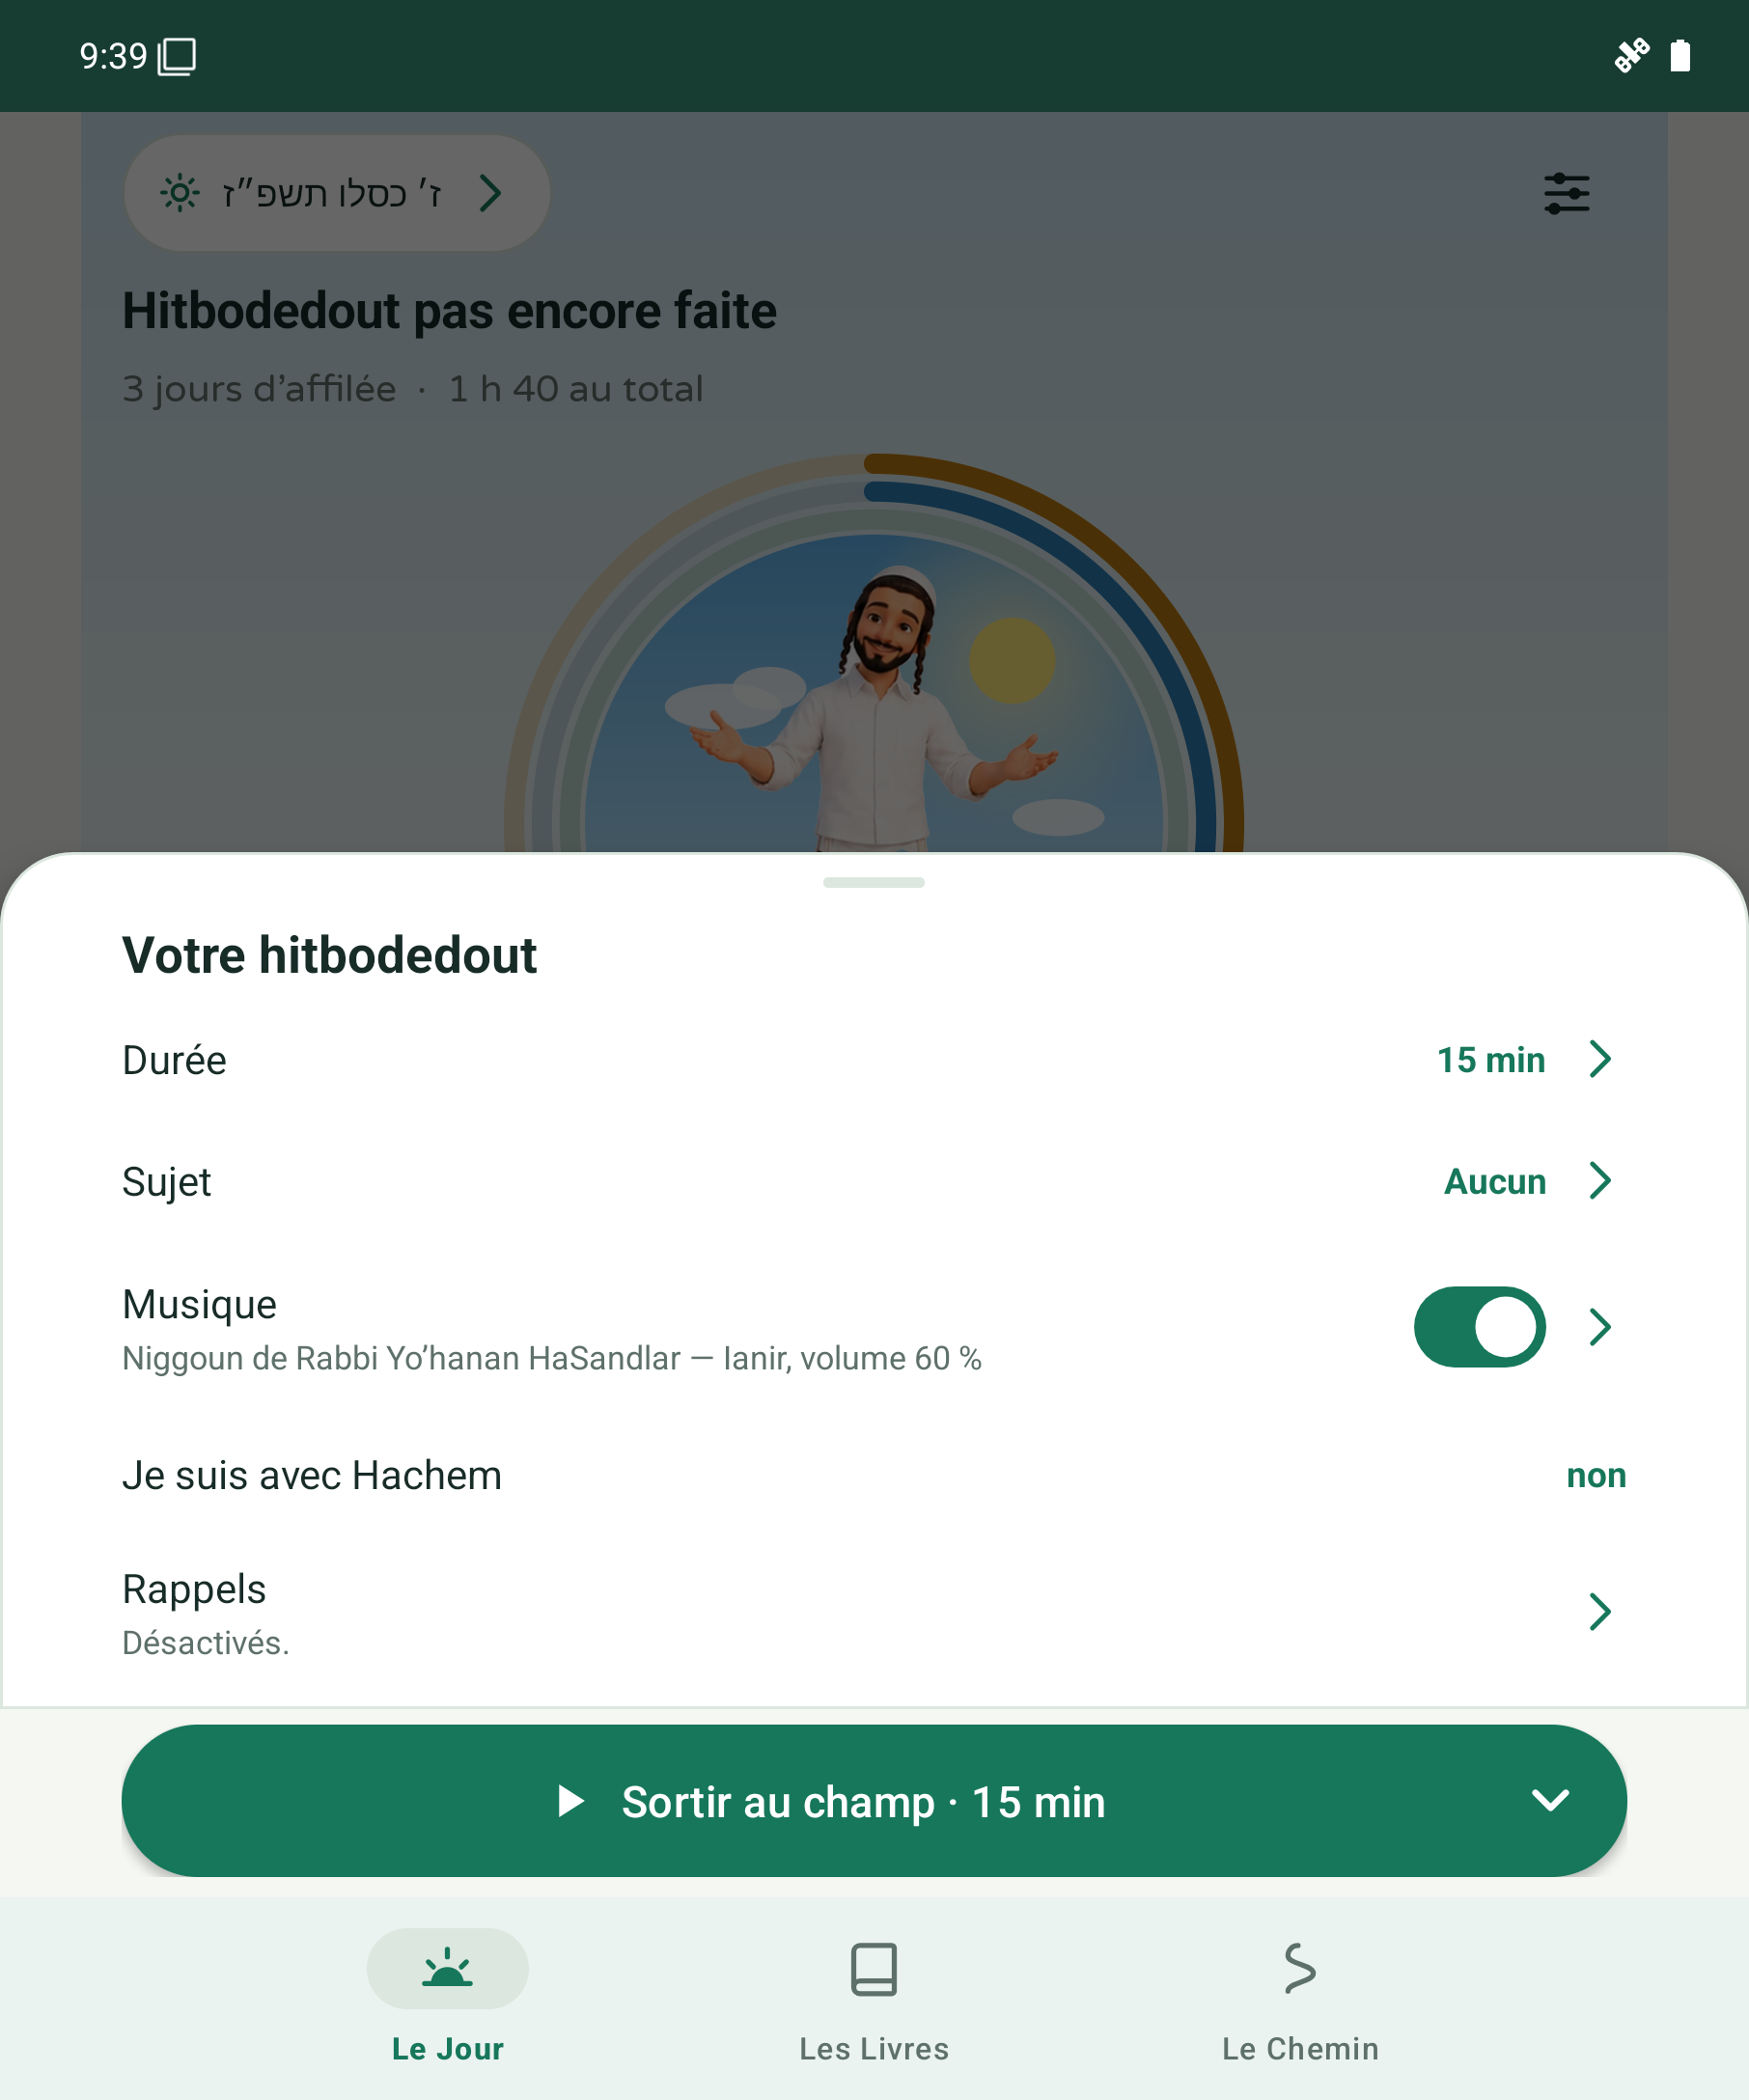 9:39
ז׳ כסלו תשפ״ז
Hitbodedout pas encore faite
3 jours d’affilée · 1 h 40 au total
Votre hitbodedout
Durée 15 min
Sujet Aucun
Musique
Niggoun de Rabbi Yo’hanan HaSandlar — Ianir, volume 60 %
Je suis avec Hachem non
Rappels
Désactivés.
Sortir au champ · 15 min
Le Jour Les Livres Le Chemin